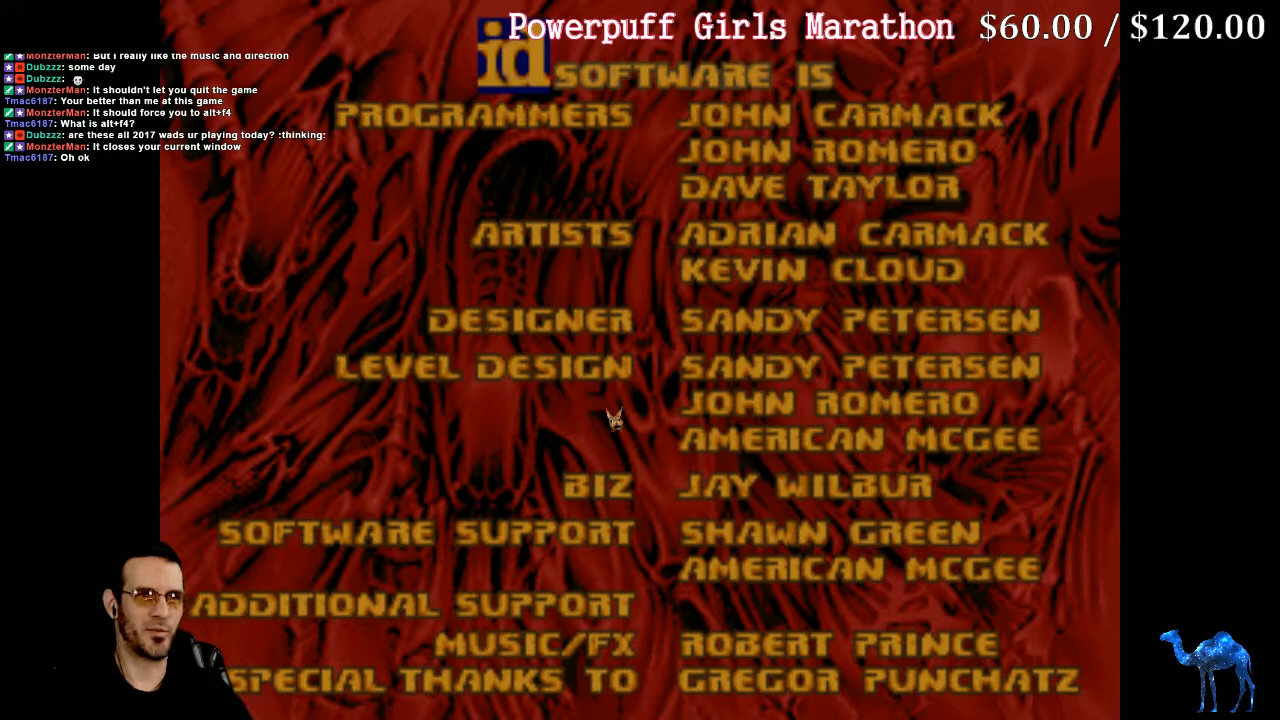 Powerpuff Girls Marathon $60.00 / $120.00
MonzterMan: But I really like the music and direction
Dubzzz: some day
Dubzzz:
MonzterMan: It shouldn't let you quit the game
Tmac6187: Your better than me at this game
MonzterMan: It should force you to alt+f4
Tmac6187: What is alt+f4?
Dubzzz: are these all 2017 wads ur playing today? :thinking:
MonzterMan: It closes your current window
Tmac6187: Oh ok
id SOFTWARE IS
PROGRAMMERS JOHN CARMACK
JOHN ROMERO
DAVE TAYLOR
ARTISTS ADRIAN CARMACK
KEVIN CLOUD
DESIGNER SANDY PETERSEN
LEVEL DESIGN SANDY PETERSEN
JOHN ROMERO
AMERICAN MCGEE
BIZ JAY WILBUR
SOFTWARE SUPPORT SHAWN GREEN
AMERICAN MCGEE
ADDITIONAL SUPPORT
MUSIC/FX ROBERT PRINCE
SPECIAL THANKS TO GREGOR PUNCHATZ